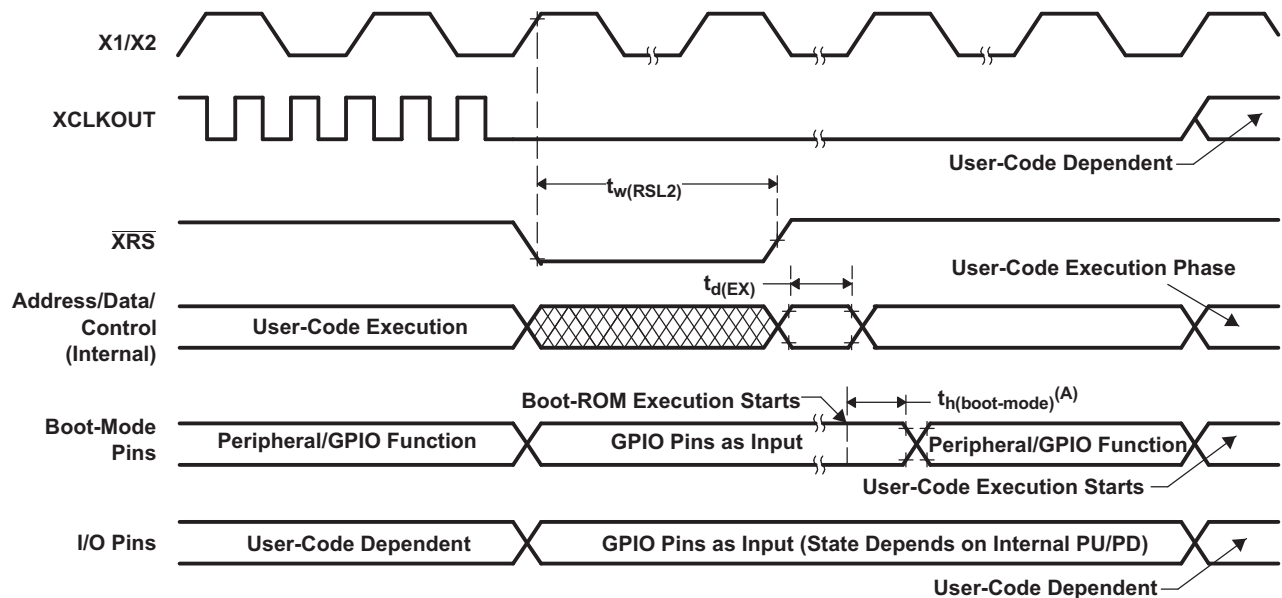 X1/X2
XCLKOUT
User-Code Dependent
tw(RSL2)
XRS
User-Code Execution Phase
td(EX)
Address/Data/
Control
(Internal)
User-Code Execution
Boot-ROM Execution Starts
th(boot-mode)(A)
Boot-Mode
Pins
Peripheral/GPIO Function
GPIO Pins as Input
Peripheral/GPIO Function
User-Code Execution Starts
I/O Pins
User-Code Dependent
GPIO Pins as Input (State Depends on Internal PU/PD)
User-Code Dependent